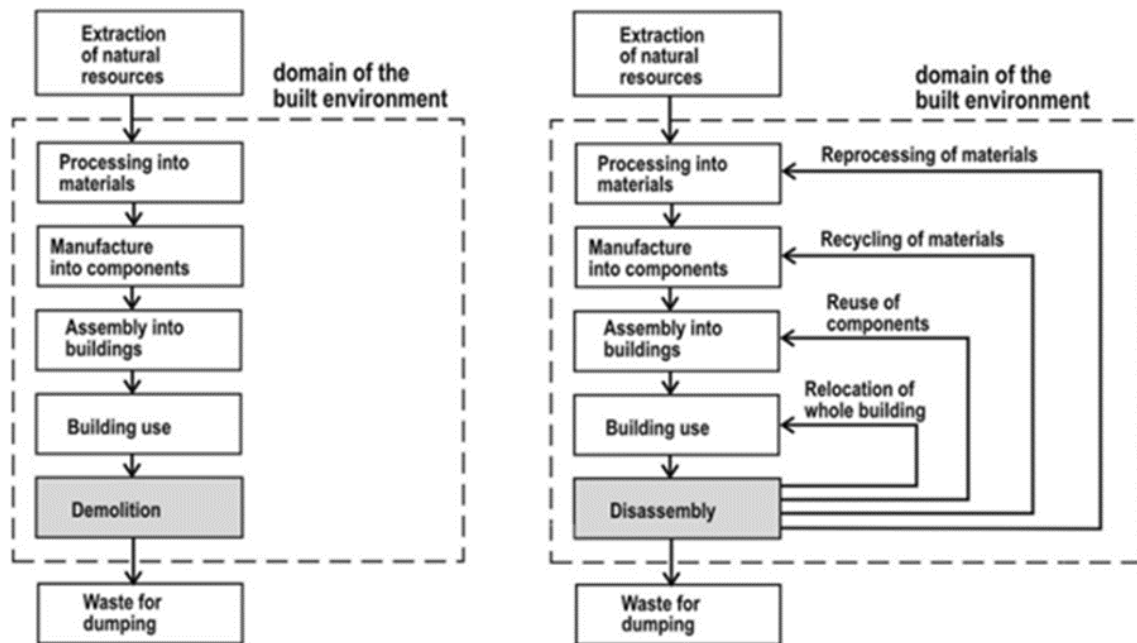 Extraction
of natural
resources
domain of the
built environment
Processing into
materials
Manufacture
into components
Assembly into
buildings
Building use
Demolition
Waste for
dumping
Extraction
of natural
resources
domain of the
built environment
Processing into
materials
Reprocessing of materials
Manufacture
into components
Recycling of materials
Assembly into
buildings
Reuse of
components
Building use
Relocation of
whole building
Disassembly
Waste for
dumping